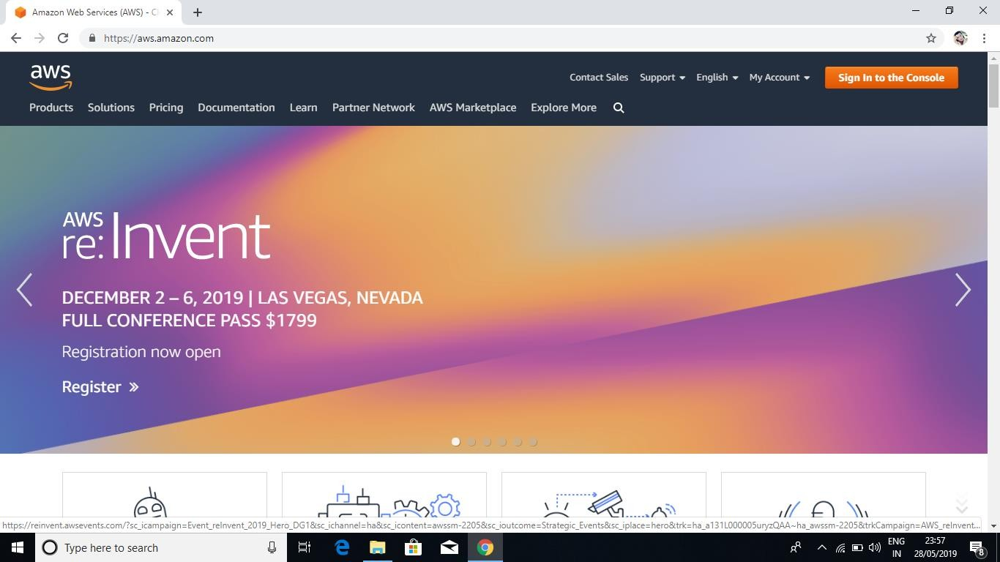 Amazon Web Services (AWS) - Cl
https://aws.amazon.com
aws
Contact Sales Support English My Account Sign In to the Console
Products Solutions Pricing Documentation Learn Partner Network AWS Marketplace Explore More
AWS
re:Invent
DECEMBER 2 – 6, 2019 | LAS VEGAS, NEVADA
FULL CONFERENCE PASS $1799
Registration now open
Register »
https://reinvent.awsevents.com/?sc_icampaign=Event_reInvent_2019_Hero_DG1&sc_ichannel=ha&sc_icontent=awssm-2205&sc_ioutcome=Strategic_Events&sc_iplace=hero&trk=ha_a131L000005uryzQAA~ha_awssm-2205&trkCampaign=AWS_reInvent...
Type here to search
ENG 23:57
IN 28/05/2019
8